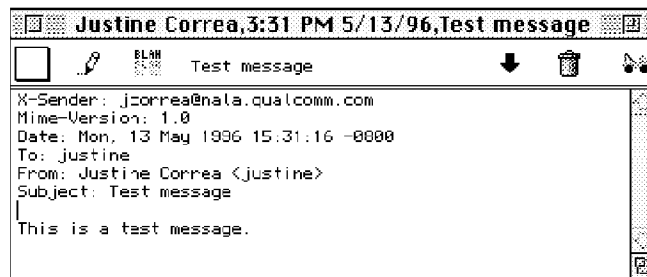 Justine Correa,3:31 PM 5/13/96,Test message
BLAH
Test message
X-Sender: jcorrea@nala.qualcomm.com
Mime-Version: 1.0
Date: Mon, 13 May 1996 15:31:16 -0800
To: justine
From: Justine Correa <justine>
Subject: Test message
This is a test message.